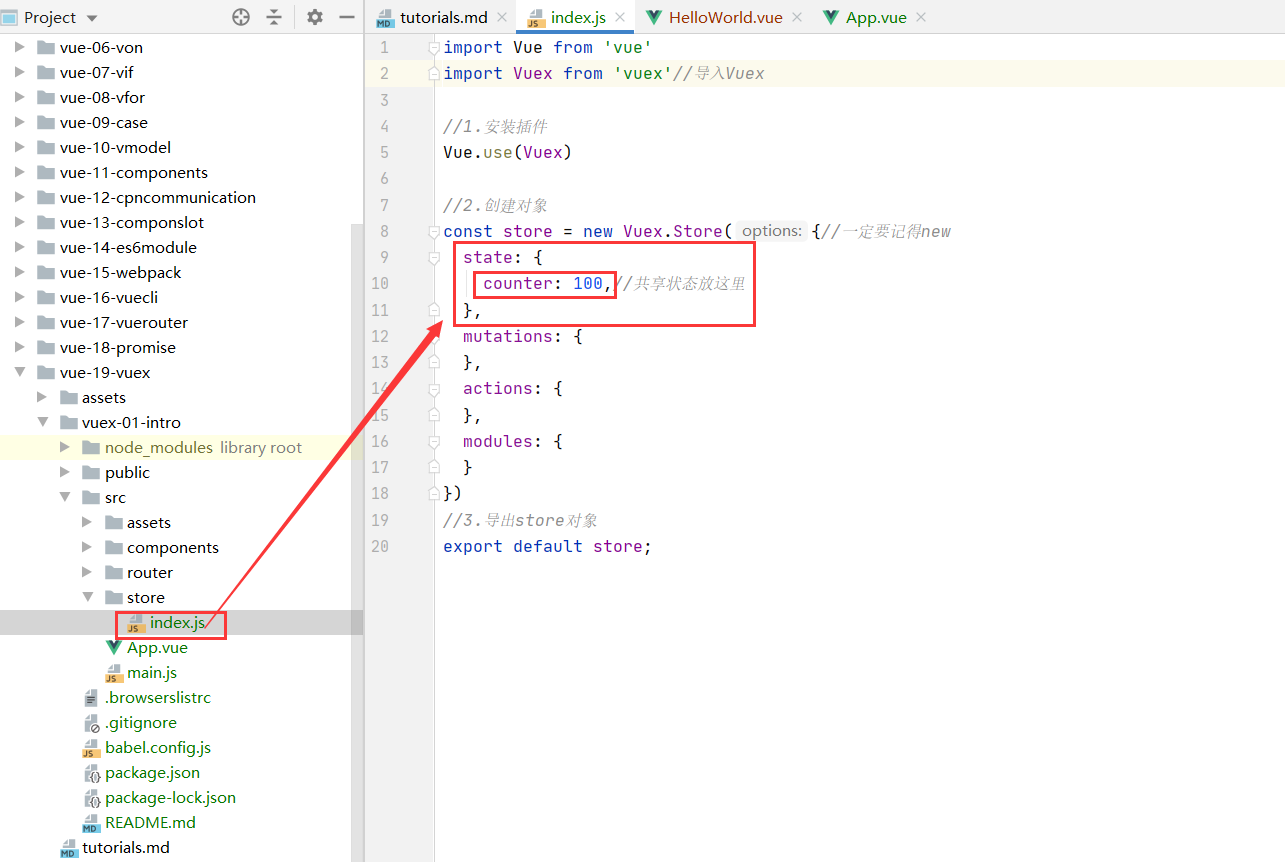 Project
vue-06-von
vue-07-vif
vue-08-vfor
vue-09-case
vue-10-vmodel
vue-11-components
vue-12-cpncommunication
vue-13-componslot
vue-14-es6module
vue-15-webpack
vue-16-vuecli
vue-17-vuerouter
vue-18-promise
vue-19-vuex
assets
vuex-01-intro
node_modules library root
public
src
assets
components
router
store
JS index.js
App.vue
JS main.js
.browserslistrc
.gitignore
JS babel.config.js
package.json
package-lock.json
MD README.md
MD tutorials.md
MD tutorials.md JS index.js HelloWorld.vue App.vue
1 import Vue from 'vue'
2 import Vuex from 'vuex'//导入Vuex
3
4 //1.安装插件
5 Vue.use(Vuex)
6
7 //2.创建对象
8 const store = new Vuex.Store( options: {//一定要记得new
9 state: {
10 counter: 100,//共享状态放这里
11 },
12 mutations: {
13 },
14 actions: {
15 },
16 modules: {
17 }
18 })
19 //3.导出store对象
20 export default store;